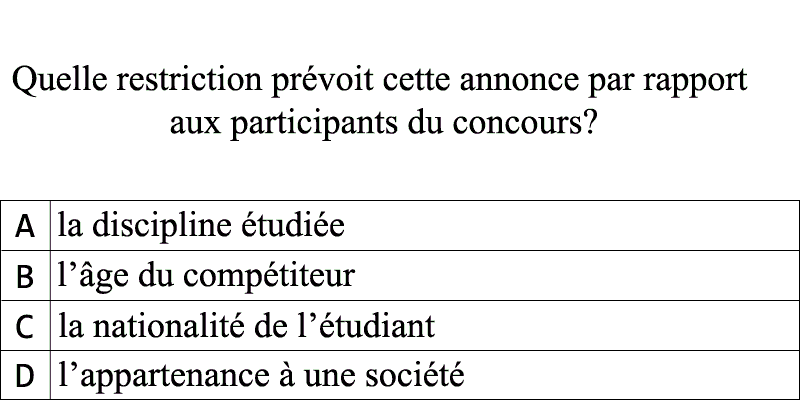 Quelle restriction prévoit cette annonce par rapport
aux participants du concours?
A la discipline étudiée
B l’âge du compétiteur
C la nationalité de l’étudiant
D l’appartenance à une société